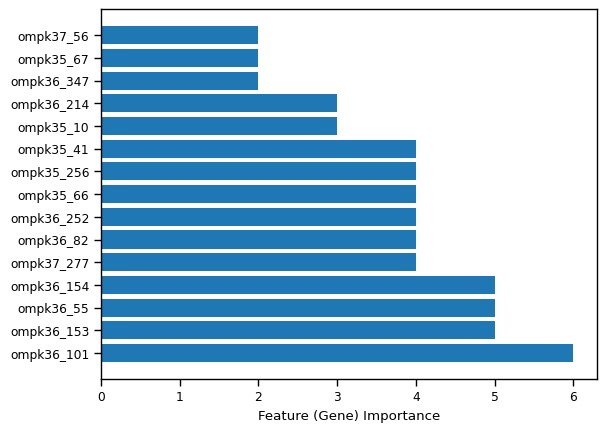 ompk37_56
ompk35_67
ompk36_347
ompk36_214
ompk35_10
ompk35_41
ompk35_256
ompk35_66
ompk36_252
ompk36_82
ompk37_277
ompk36_154
ompk36_55
ompk36_153
ompk36_101
0 1 2 3 4 5 6
Feature (Gene) Importance